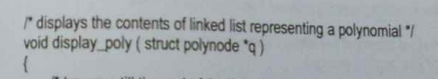 /* displays the contents of linked list representing a polynomial */
void display_poly ( struct polynode *q )
{